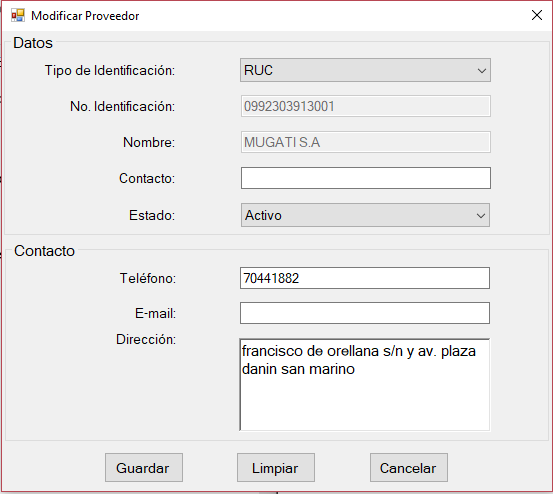 Modificar Proveedor
Datos
Tipo de Identificación: RUC
No. Identificación: 0992303913001
Nombre: MUGATI S.A
Contacto:
Estado: Activo
Contacto
Teléfono: 70441882
E-mail:
Dirección: francisco de orellana s/n y av. plaza
danin san marino
Guardar Limpiar Cancelar